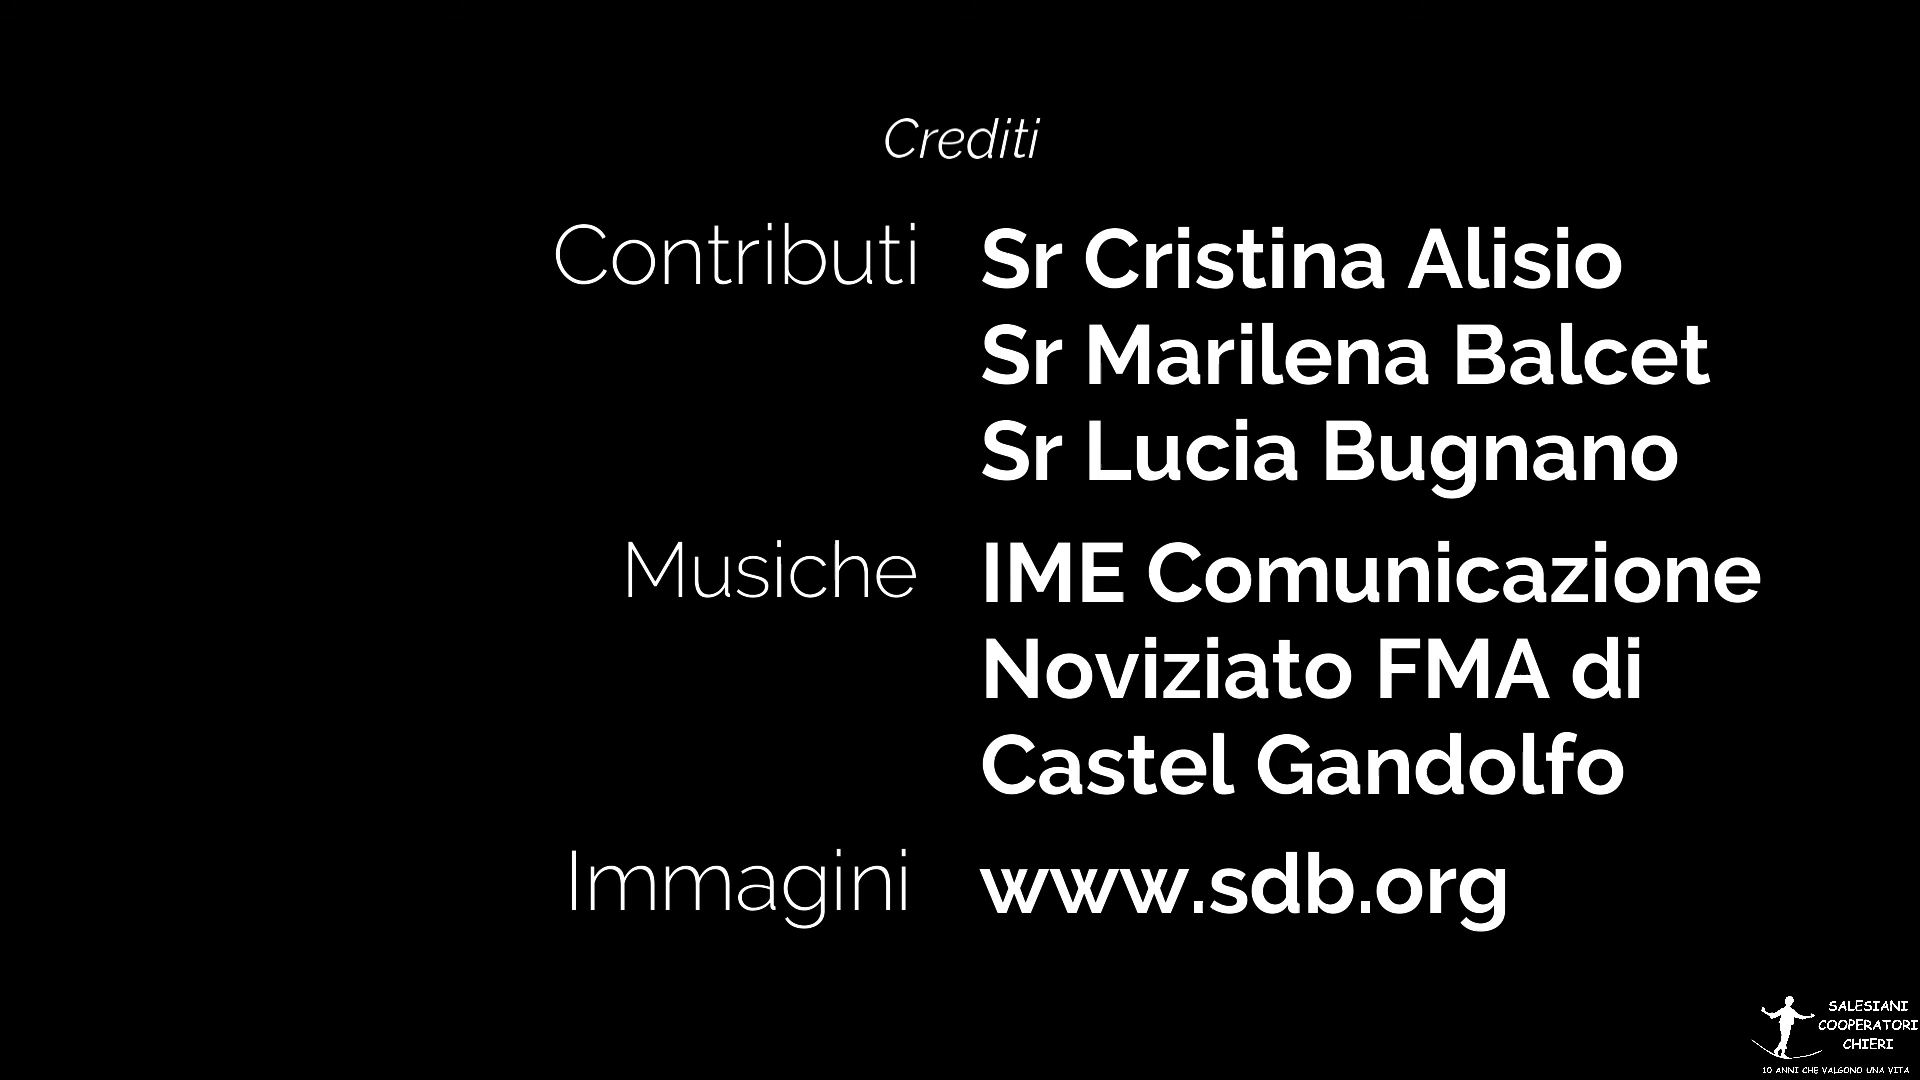 Crediti
Contributi Sr Cristina Alisio
Sr Marilena Balcet
Sr Lucia Bugnano
Musiche IME Comunicazione
Noviziato FMA di
Castel Gandolfo
Immagini www.sdb.org
SALESIANI
COOPERATORI
CHIERI
10 ANNI CHE VALGONO UNA VITA